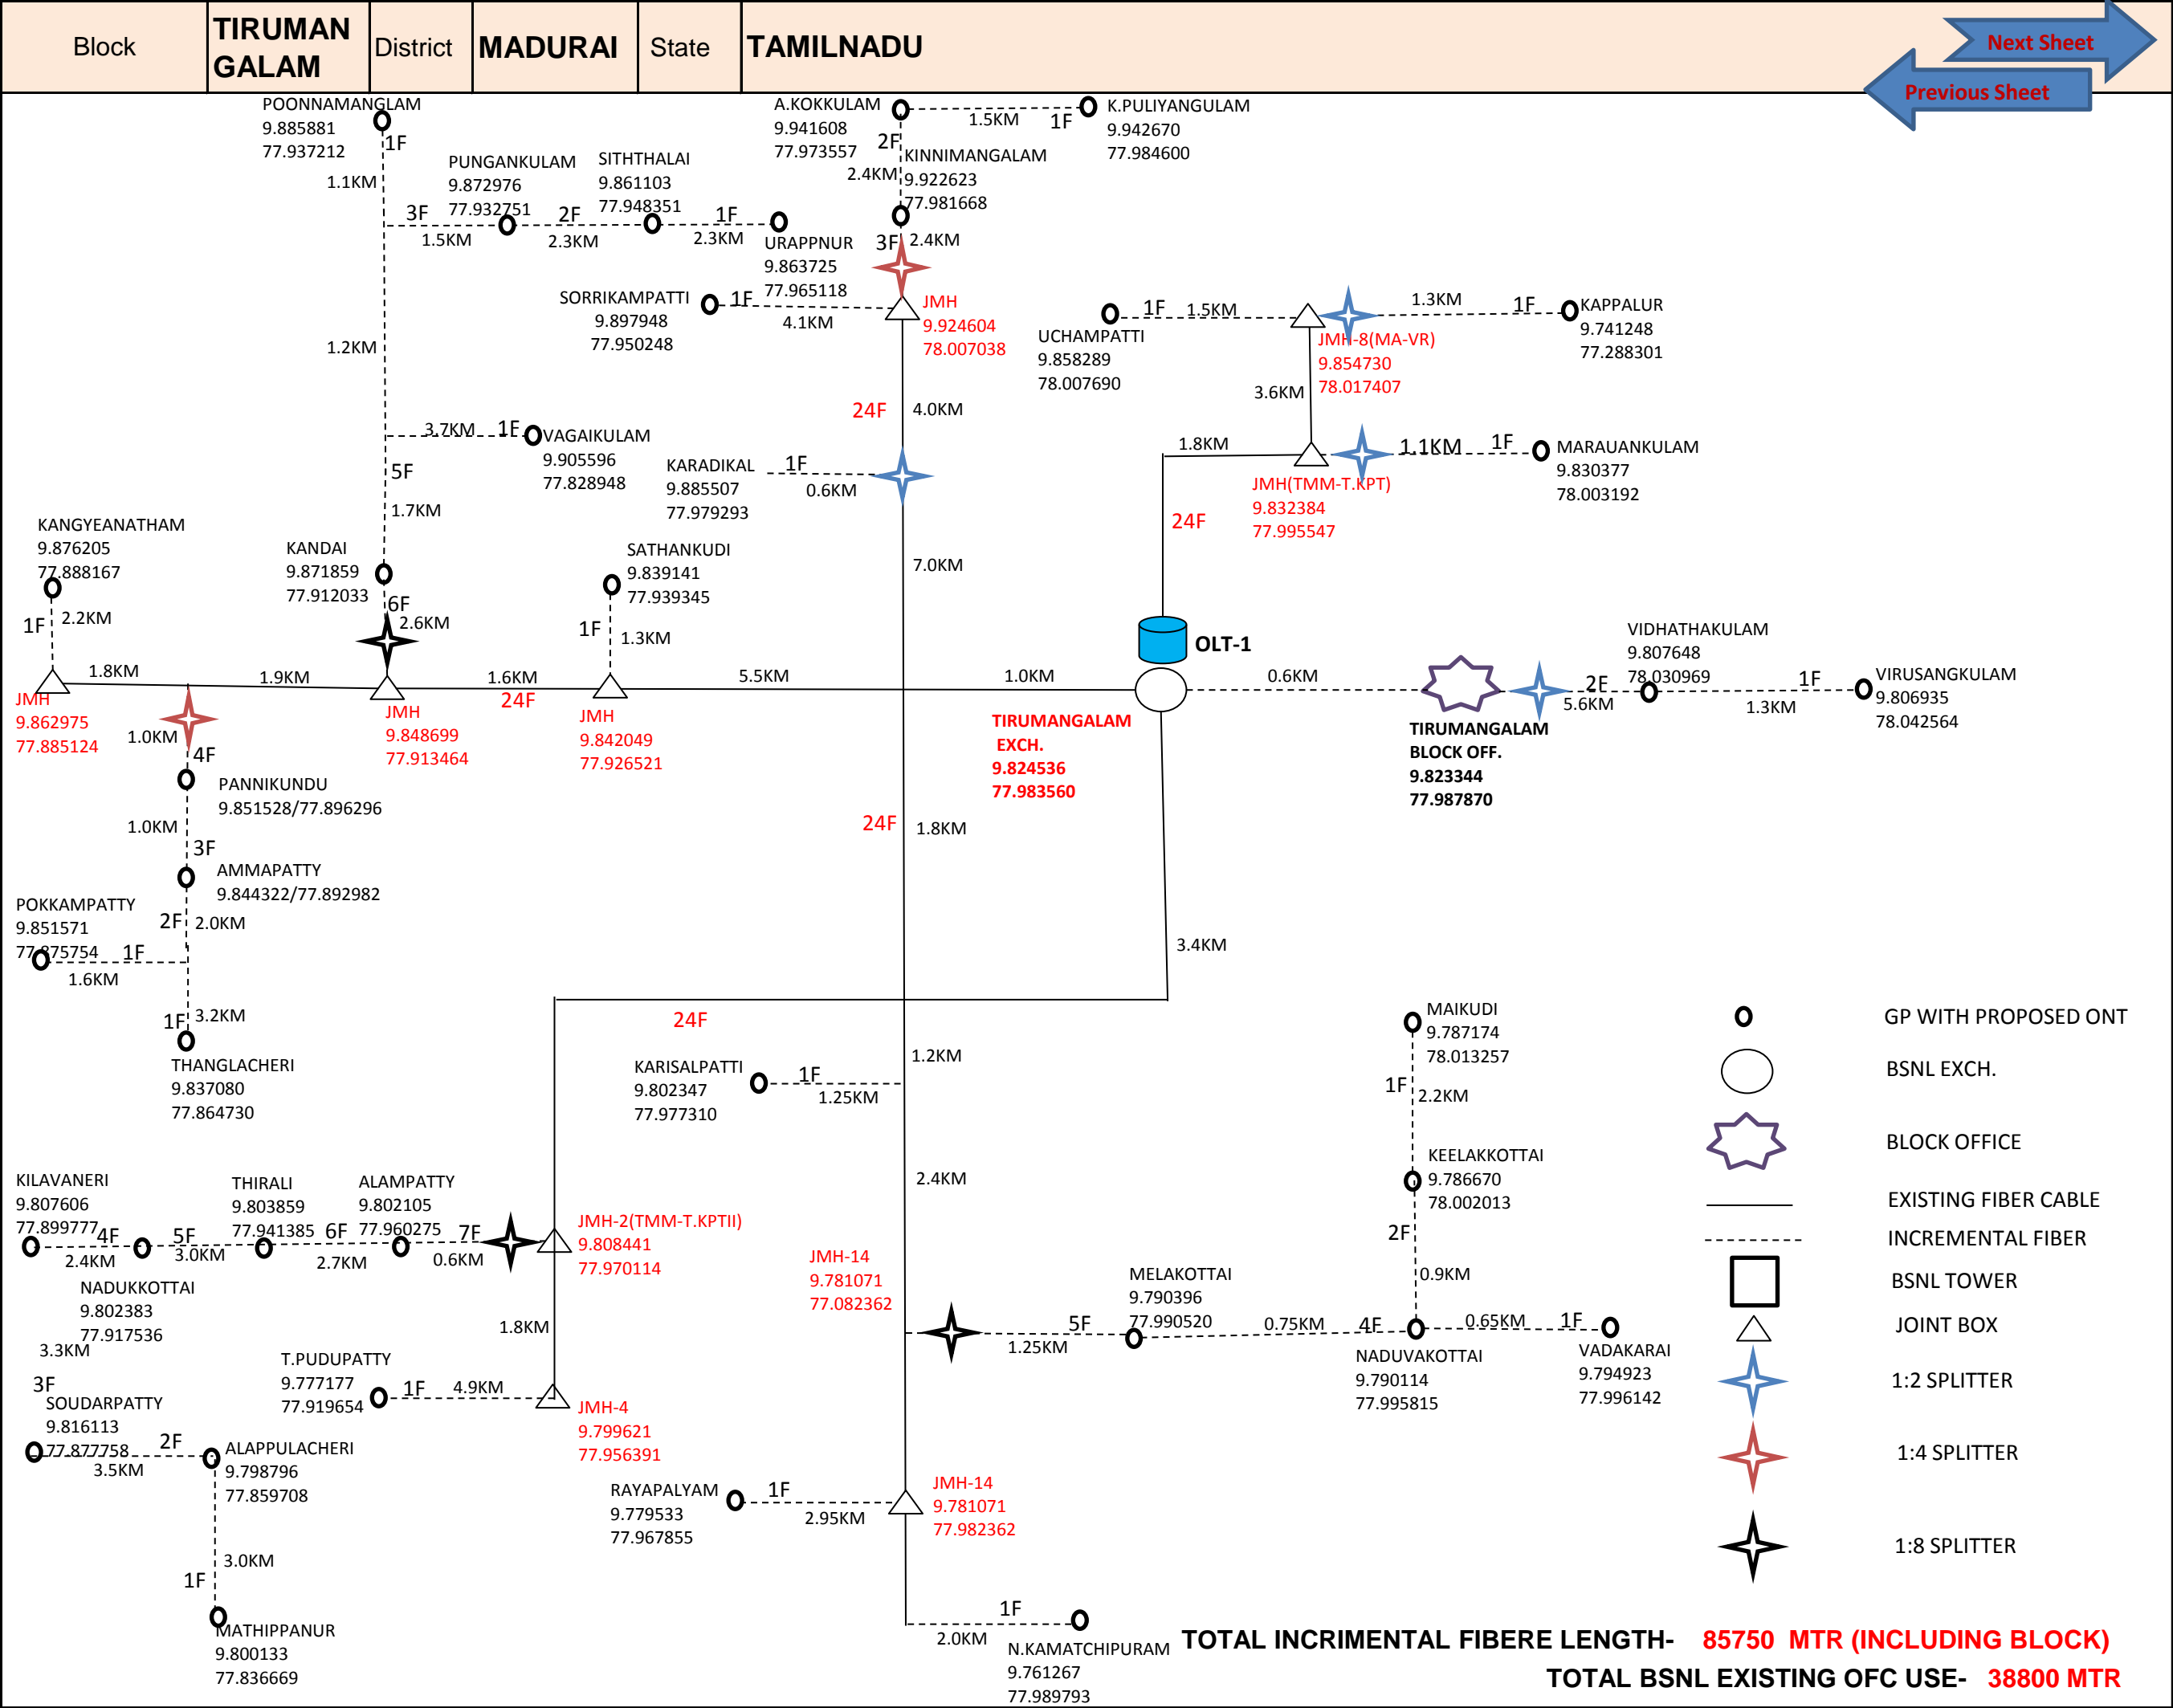 Block
TIRUMAN
GALAM
District
MADURAI
State
TAMILNADU
Next Sheet
Previous Sheet
POONNAMANGLAM
9.885881
77.937212
1F
1.1KM
PUNGANKULAM
9.872976
77.932751
3F
1.5KM
SITHTHALAI
9.861103
77.948351
2F
2.3KM
1F
2.3KM
URAPPNUR
9.863725
77.965118
A.KOKKULAM
9.941608
77.973557
1.5KM
1F
K.PULIYANGULAM
9.942670
77.984600
2F
2.4KM
KINNIMANGALAM
9.922623
77.981668
3F
2.4KM
SORRIKAMPATTI
9.897948
77.950248
1F
4.1KM
JMH
9.924604
78.007038
UCHAMPATTI
9.858289
78.007690
1F
1.5KM
1.3KM
1F
KAPPALUR
9.741248
77.288301
JMH-8(MA-VR)
9.854730
78.017407
3.6KM
1.2KM
24F
4.0KM
3.7KM
1F
VAGAIKULAM
9.905596
77.828948
5F
1.7KM
KARADIKAL
9.885507
77.979293
1F
0.6KM
1.8KM
1.1KM
1F
MARAUANKULAM
9.830377
78.003192
JMH(TMM-T.KPT)
9.832384
77.995547
24F
KANGYEANATHAM
9.876205
77.888167
1F
2.2KM
KANDAI
9.871859
77.912033
6F
2.6KM
SATHANKUDI
9.839141
77.939345
1F
1.3KM
7.0KM
OLT-1
1.8KM
1.9KM
1.6KM
24F
5.5KM
1.0KM
0.6KM
VIDHATHAKULAM
9.807648
78.030969
2F
5.6KM
1F
1.3KM
VIRUSANGKULAM
9.806935
78.042564
JMH
9.862975
77.885124
JMH
9.848699
77.913464
JMH
9.842049
77.926521
TIRUMANGALAM
EXCH.
9.824536
77.983560
TIRUMANGALAM
BLOCK OFF.
9.823344
77.987870
1.0KM
4F
PANNIKUNDU
9.851528/77.896296
1.0KM
3F
AMMAPATTY
9.844322/77.892982
24F
1.8KM
POKKAMPATTY
9.851571
77.875754
1F
1.6KM
2F
2.0KM
3.4KM
1F
3.2KM
THANGLACHERI
9.837080
77.864730
24F
1.2KM
KARISALPATTI
9.802347
77.977310
1F
1.25KM
MAIKUDI
9.787174
78.013257
1F
2.2KM
GP WITH PROPOSED ONT
BSNL EXCH.
BLOCK OFFICE
EXISTING FIBER CABLE
INCREMENTAL FIBER
BSNL TOWER
JOINT BOX
1:2 SPLITTER
1:4 SPLITTER
1:8 SPLITTER
KILAVANERI
9.807606
77.899777
4F
2.4KM
5F
3.0KM
THIRALI
9.803859
77.941385
6F
2.7KM
ALAMPATTY
9.802105
77.960275
7F
0.6KM
JMH-2(TMM-T.KPTII)
9.808441
77.970114
2.4KM
KEELAKKOTTAI
9.786670
78.002013
2F
0.9KM
NADUKKOTTAI
9.802383
77.917536
3.3KM
1.8KM
JMH-14
9.781071
77.082362
MELAKOTTAI
9.790396
77.990520
5F
1.25KM
0.75KM
4F
0.65KM
1F
NADUVAKOTTAI
9.790114
77.995815
VADAKARAI
9.794923
77.996142
T.PUDUPATTY
9.777177
77.919654
1F
4.9KM
JMH-4
9.799621
77.956391
3F
SOUDARPATTY
9.816113
77.877758
2F
3.5KM
ALAPPULACHERI
9.798796
77.859708
RAYAPALYAM
9.779533
77.967855
1F
2.95KM
JMH-14
9.781071
77.982362
3.0KM
1F
MATHIPPANUR
9.800133
77.836669
1F
2.0KM
N.KAMATCHIPURAM
9.761267
77.989793
TOTAL INCRIMENTAL FIBERE LENGTH- 85750 MTR (INCLUDING BLOCK)
TOTAL BSNL EXISTING OFC USE- 38800 MTR